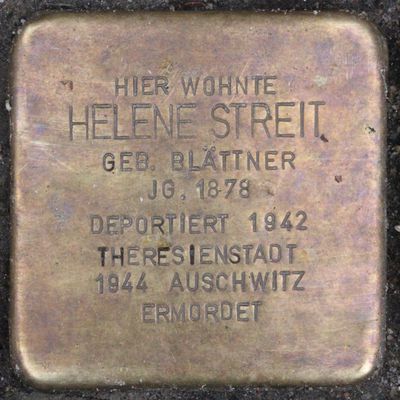 HIER WOHNTE
HELENE STREIT
GEB. BLÄTTNER
JG. 1878
DEPORTIERT 1942
THERESIENSTADT
1944 AUSCHWITZ
ERMORDET